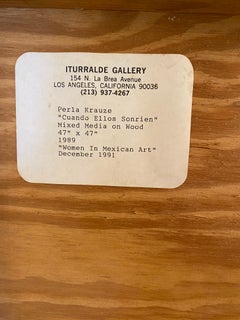 ITURRALDE GALLERY
154 N. La Brea Avenue
LOS ANGELES, CALIFORNIA 90036
(213) 937-4267
Perla Krauze
"Cuando Ellos Sonrien"
Mixed Media on Wood
47" x 47"
1989
"Women In Mexican Art"
December 1991